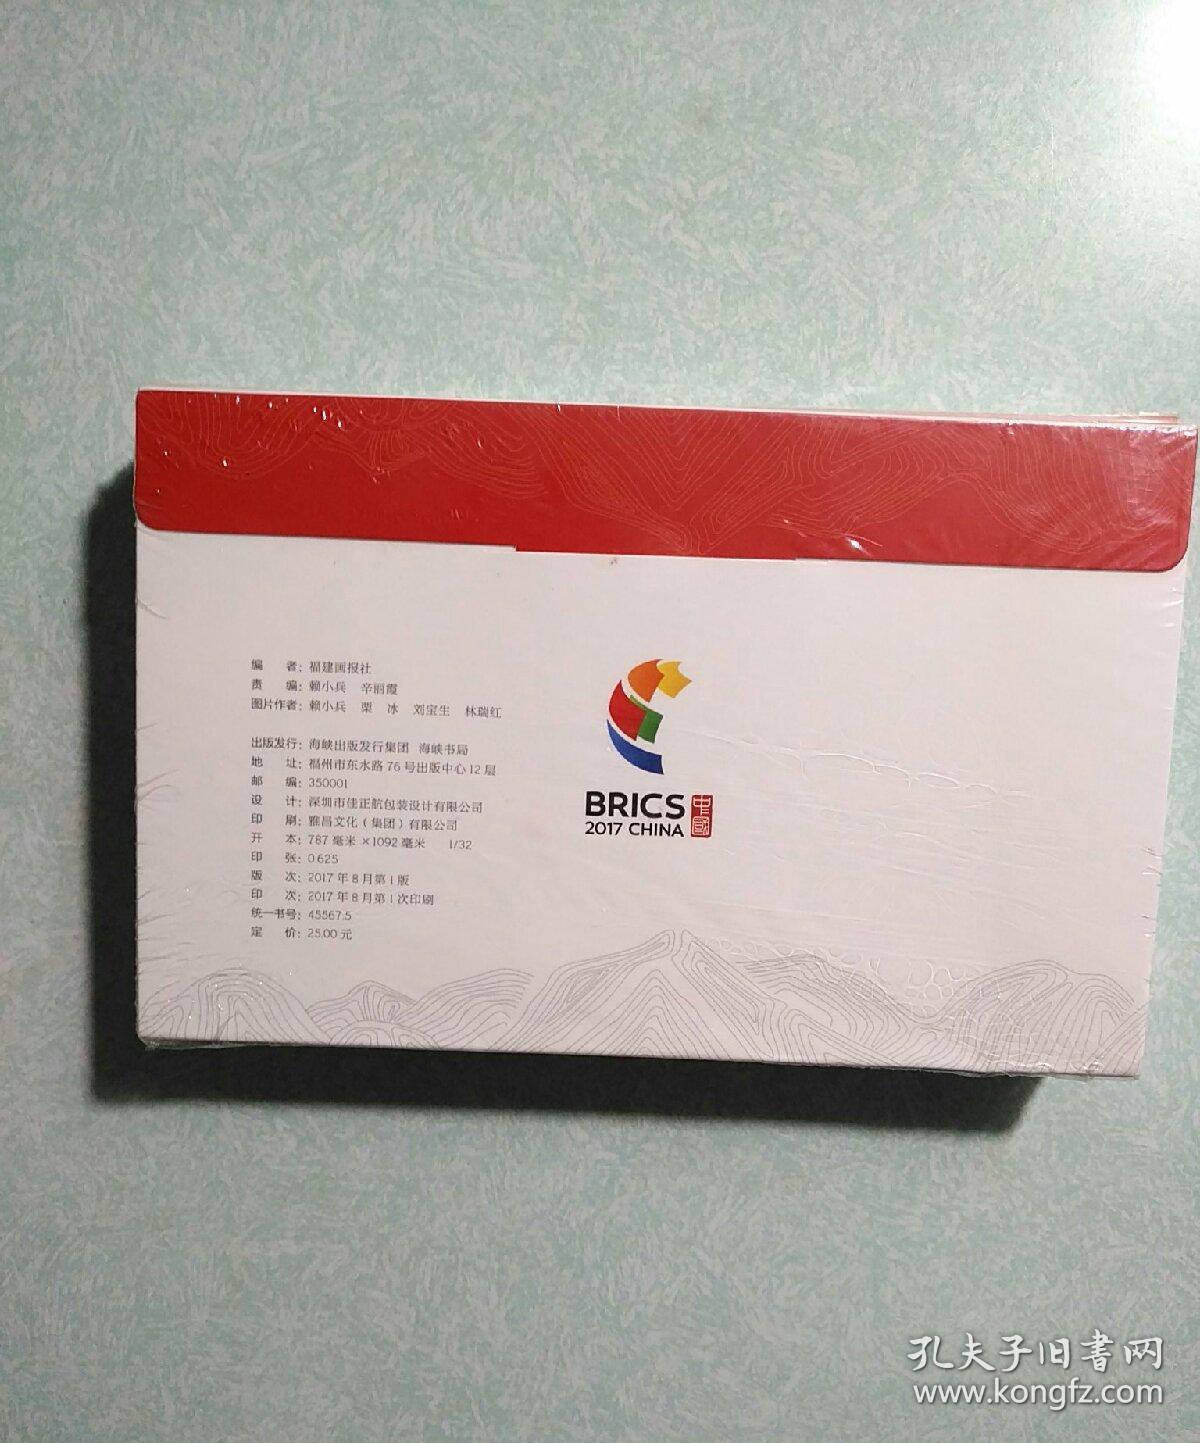 编 者：福建画报社
责 编：赖小兵 辛丽霞
图片作者：赖小兵 栗 冰 刘宝生 林瑞红
出版发行：海峡出版发行集团 海峡书局
地 址：福州市东水路76号出版中心12层
邮 编：350001
设 计：深圳市佳正航包装设计有限公司
印 刷：雅昌文化（集团）有限公司
开 本：787毫米×1092毫米 1/32
印 张：0.625
版 次：2017年8月第1版
印 次：2017年8月第1次印刷
统一书号：45567.5
定 价：25.00元
BRICS
2017 CHINA
中國
孔夫子旧書网
www.kongfz.com